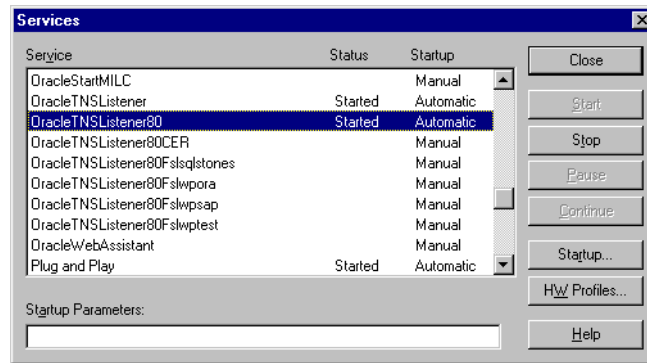 Services
Service Status Startup
OracleStartMILC Manual
OracleTNSListener Started Automatic
OracleTNSListener80 Started Automatic
OracleTNSListener80CER Manual
OracleTNSListener80Fslsqlstones Manual
OracleTNSListener80Fslwpora Manual
OracleTNSListener80Fslwpsap Manual
OracleTNSListener80Fslwptest Manual
OracleWebAssistant Manual
Plug and Play Started Automatic
Startup Parameters:
Close
Start
Stop
Pause
Continue
Startup...
HW Profiles...
Help